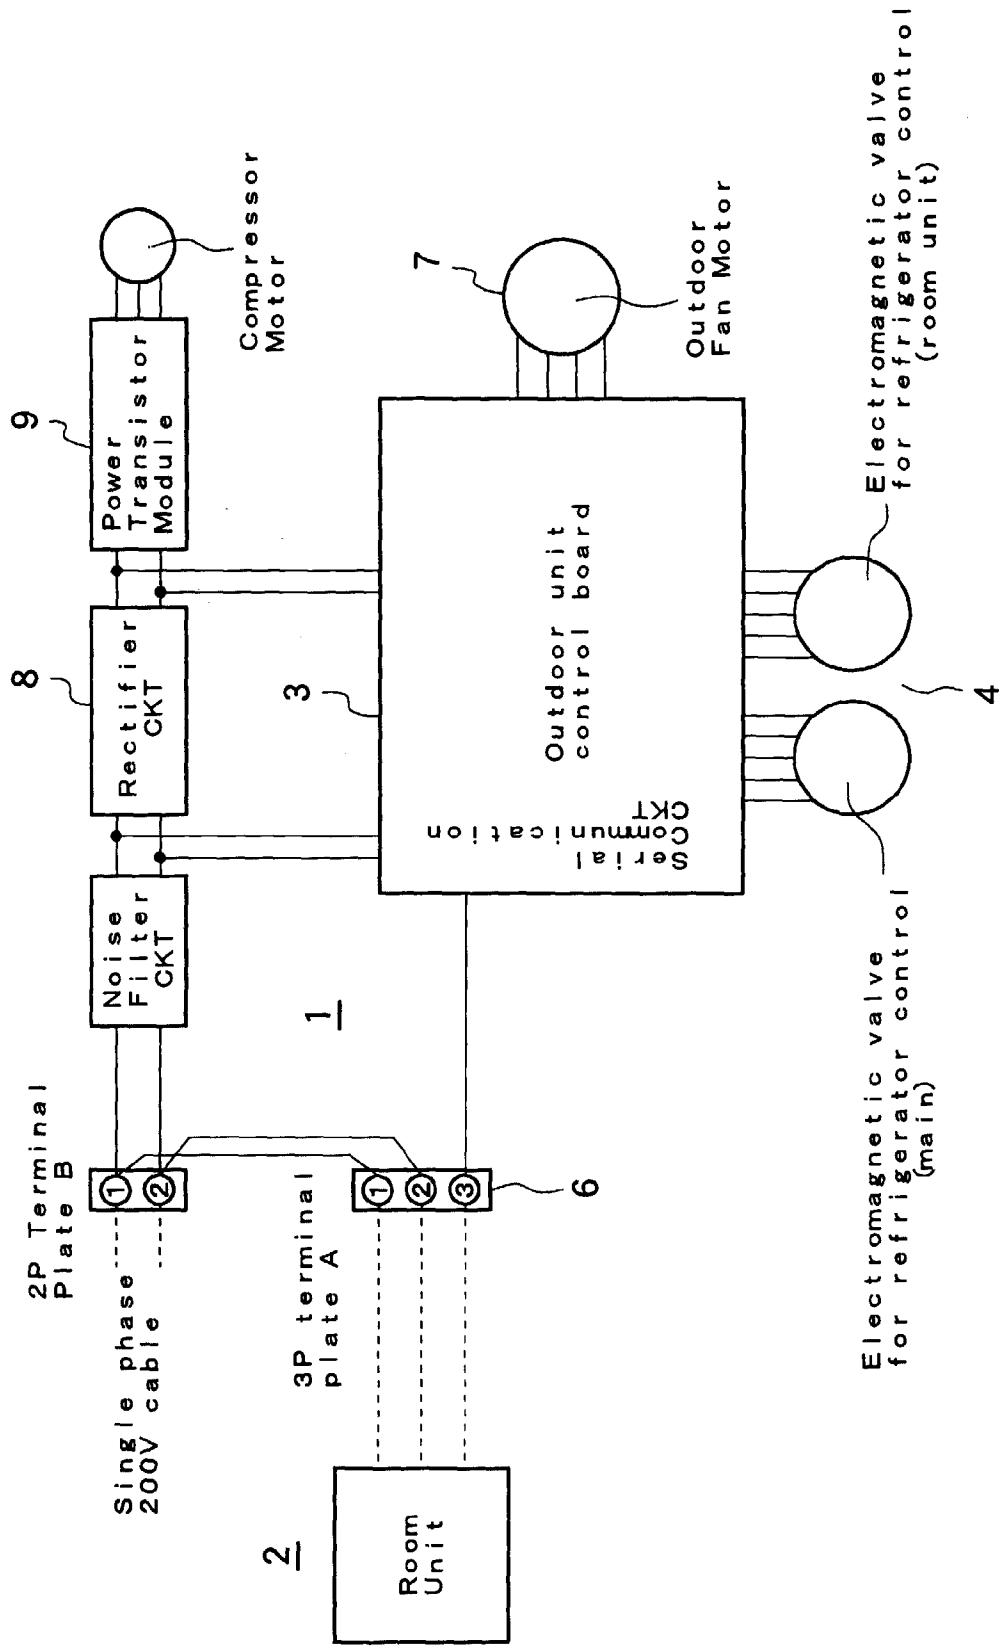 2P Terminal
Plate B
Single phase
200V cable
1
2
Noise
Filter
CKT
8
Rectifier
CKT
9
Power
Transistor
Module
Compressor
Motor
3P terminal
plate A
1
2
3
6
2
Room
Unit
1
3
Serial
Communication
CKT
Outdoor unit
control board
7
Outdoor
Fan Motor
Electromagnetic valve
for refrigerator control
(main)
4
Electromagnetic valve
for refrigerator control
(room unit)